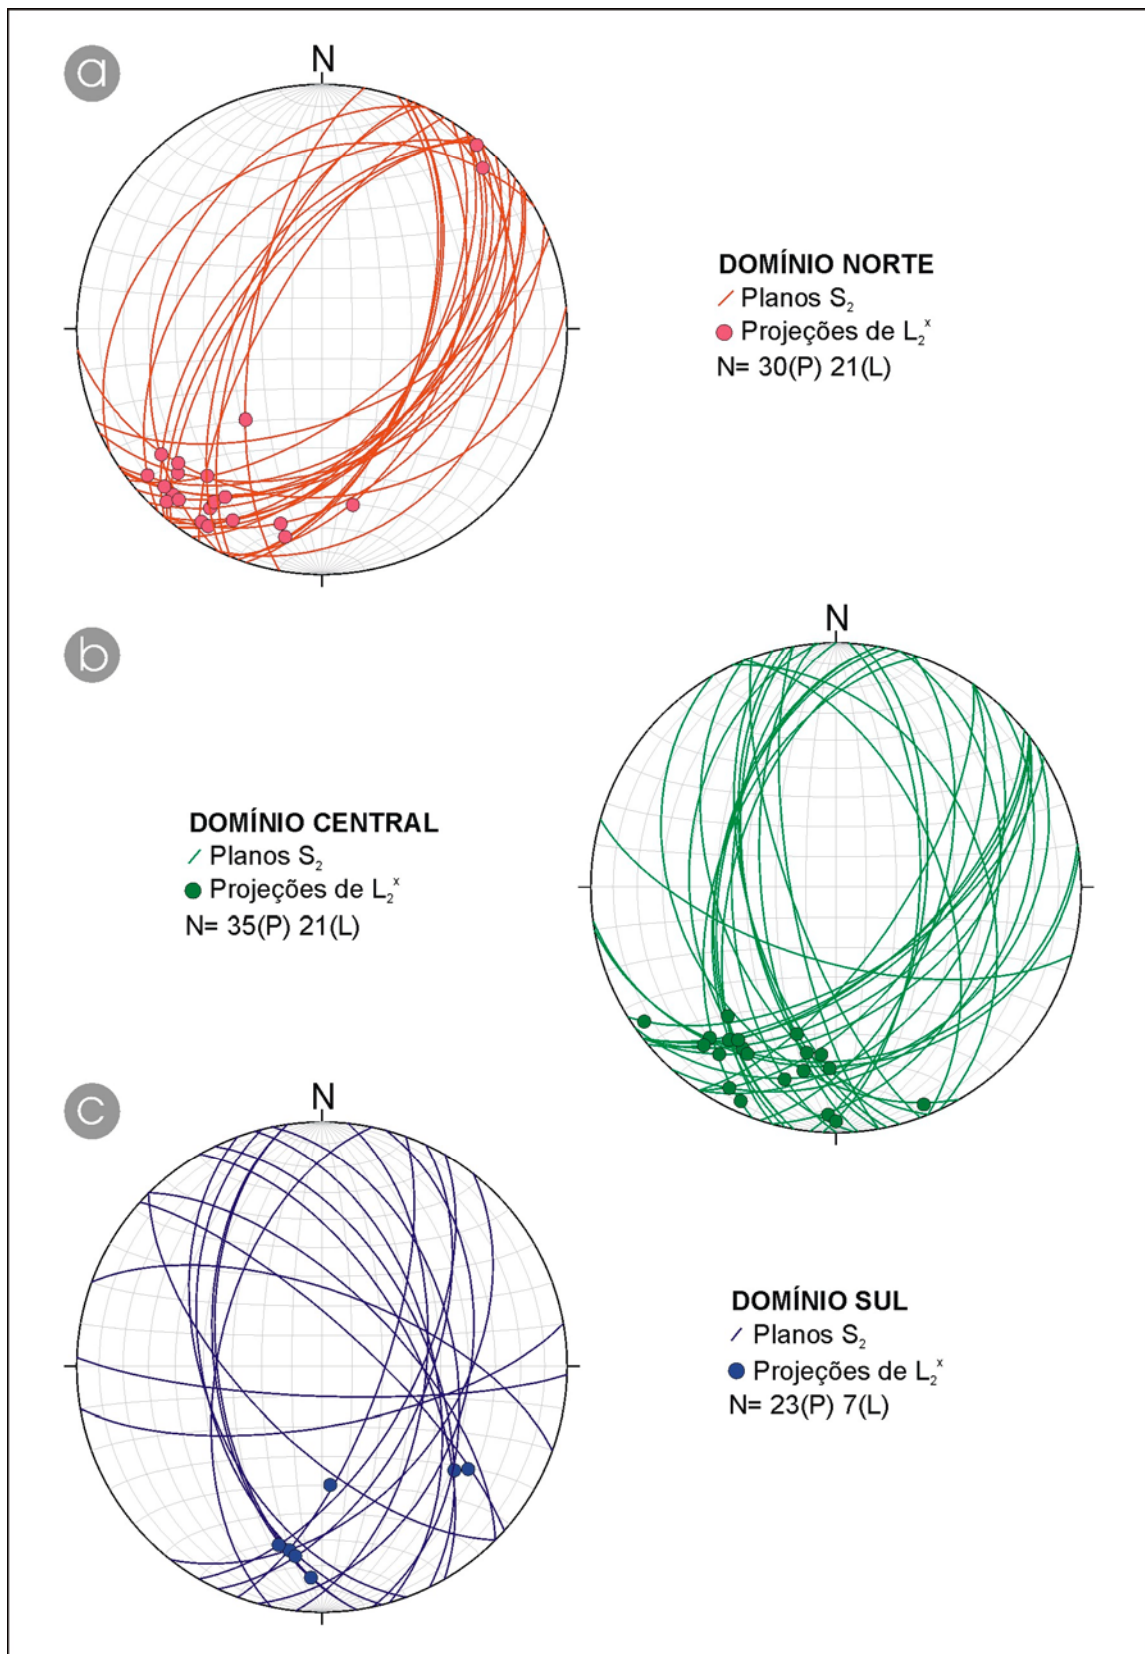 a
N
DOMÍNIO NORTE
Planos S₂
Projeções de L₂ˣ
N= 30(P) 21(L)
b
N
DOMÍNIO CENTRAL
Planos S₂
Projeções de L₂ˣ
N= 35(P) 21(L)
c
N
DOMÍNIO SUL
Planos S₂
Projeções de L₂ˣ
N= 23(P) 7(L)